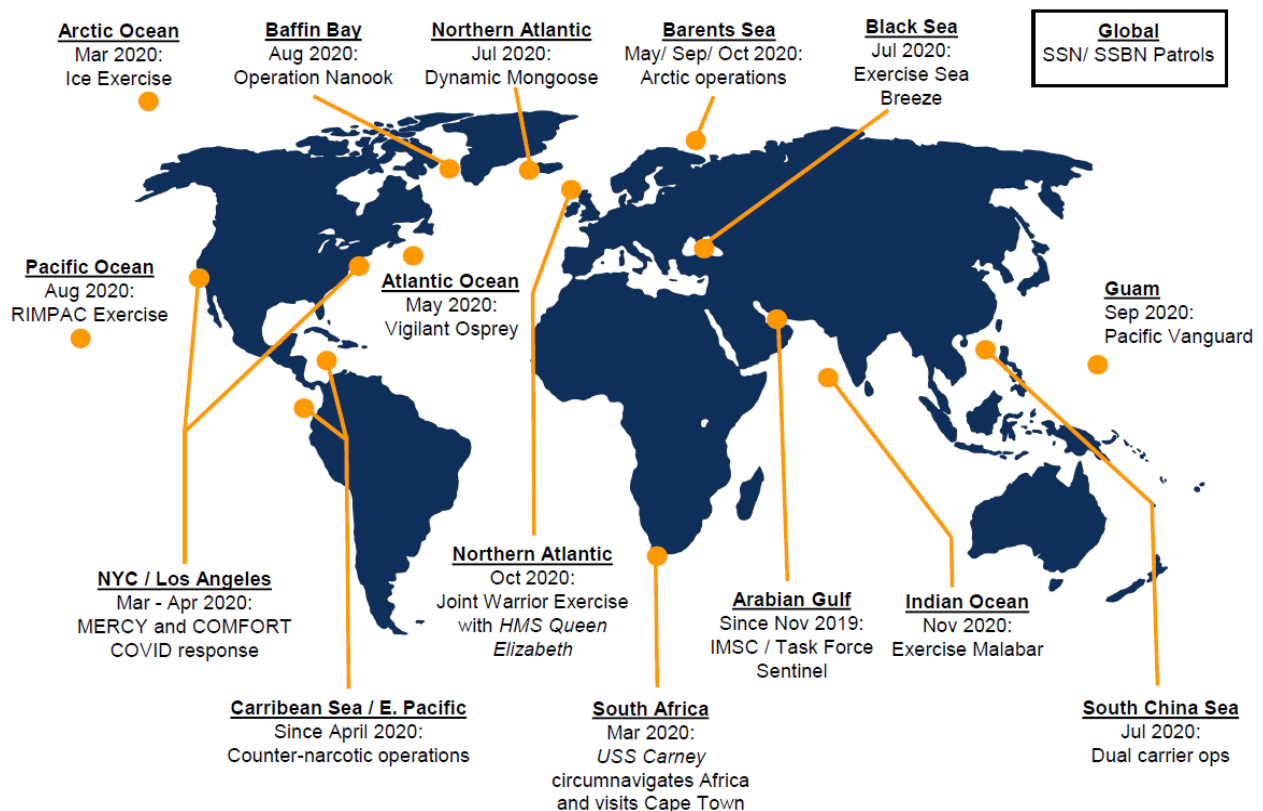 Arctic Ocean
Mar 2020:
Ice Exercise
Baffin Bay
Aug 2020:
Operation Nanook
Northern Atlantic
Jul 2020:
Dynamic Mongoose
Barents Sea
May/ Sep/ Oct 2020:
Arctic operations
Black Sea
Jul 2020:
Exercise Sea
Breeze
Global
SSN/ SSBN Patrols
Pacific Ocean
Aug 2020:
RIMPAC Exercise
Atlantic Ocean
May 2020:
Vigilant Osprey
Guam
Sep 2020:
Pacific Vanguard
NYC / Los Angeles
Mar - Apr 2020:
MERCY and COMFORT
COVID response
Northern Atlantic
Oct 2020:
Joint Warrior Exercise
with HMS Queen
Elizabeth
Arabian Gulf
Since Nov 2019:
IMSC / Task Force
Sentinel
Indian Ocean
Nov 2020:
Exercise Malabar
Carribean Sea / E. Pacific
Since April 2020:
Counter-narcotic operations
South Africa
Mar 2020:
USS Carney
circumnavigates Africa
and visits Cape Town
South China Sea
Jul 2020:
Dual carrier ops